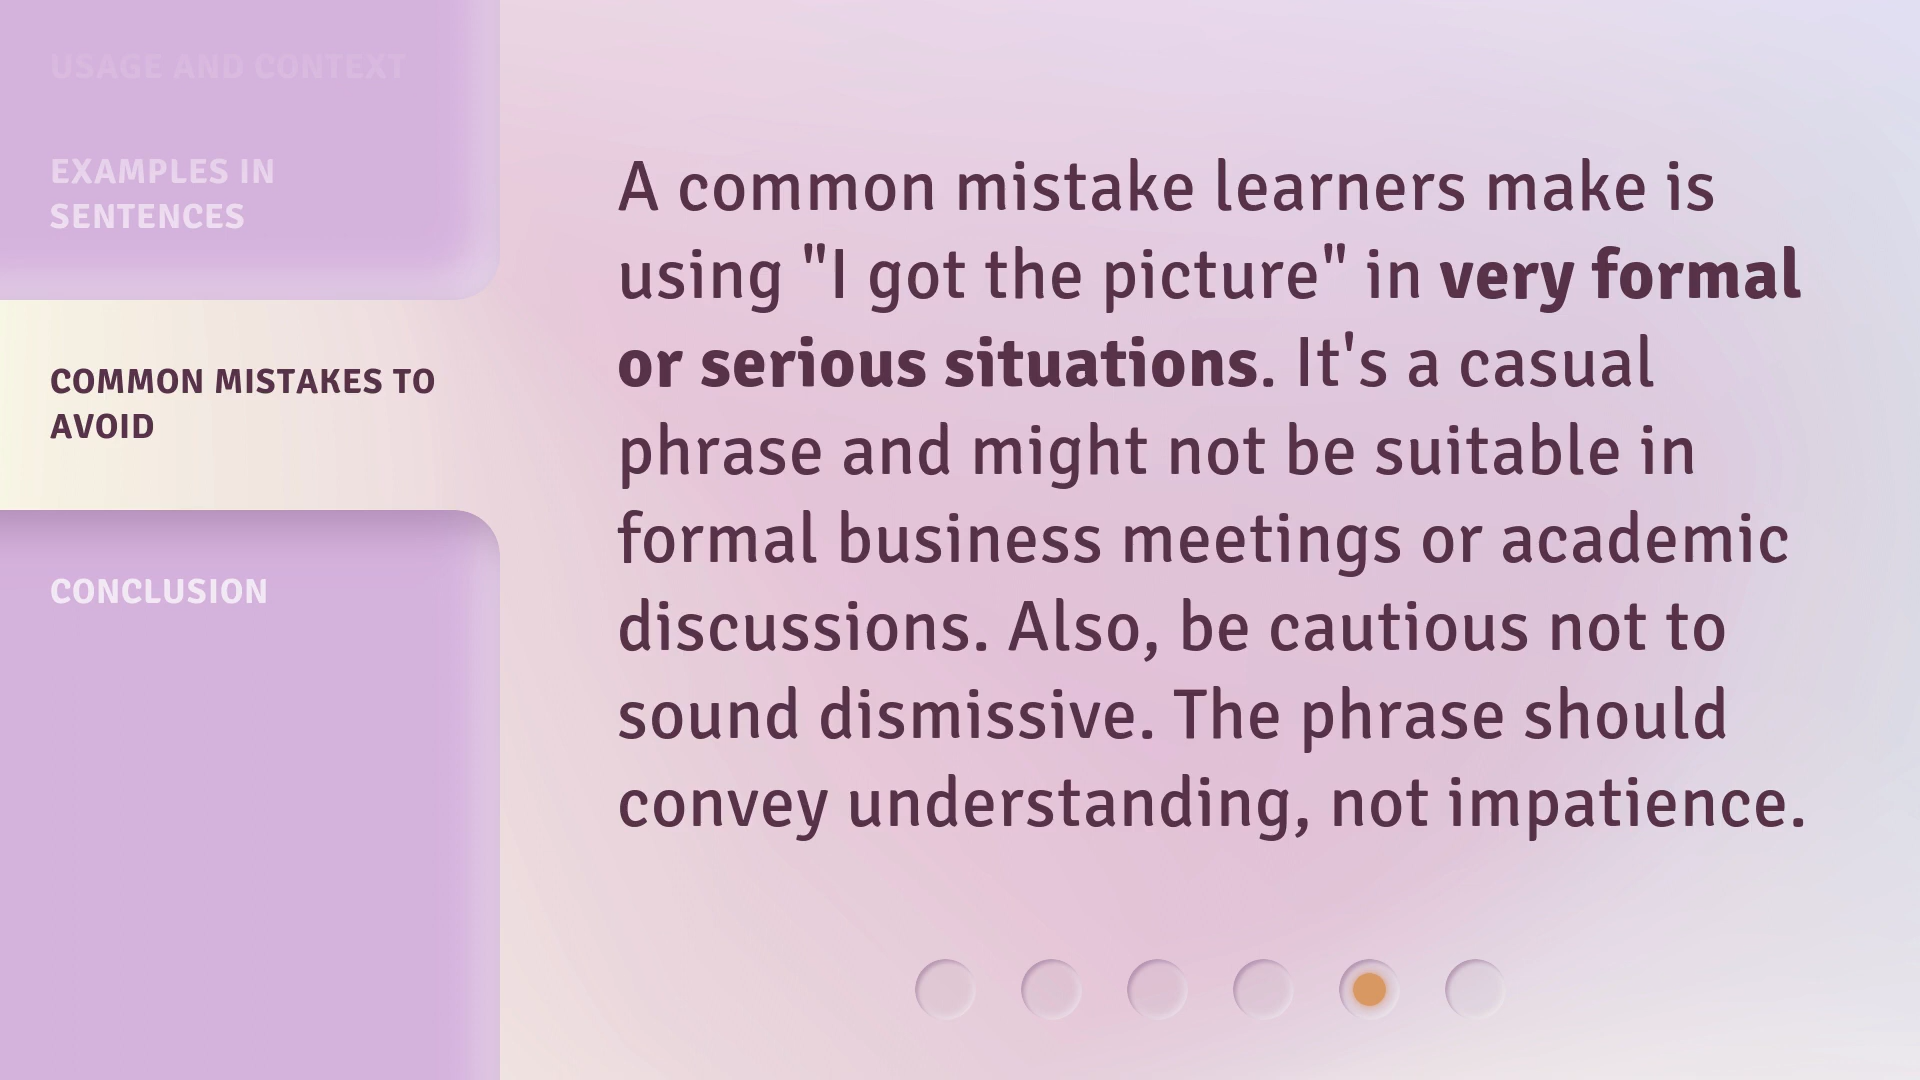 USAGE AND CONTEXT
EXAMPLES IN
SENTENCES
COMMON MISTAKES TO
AVOID
CONCLUSION
A common mistake learners make is
using "I got the picture" in very formal
or serious situations. It's a casual
phrase and might not be suitable in
formal business meetings or academic
discussions. Also, be cautious not to
sound dismissive. The phrase should
convey understanding, not impatience.